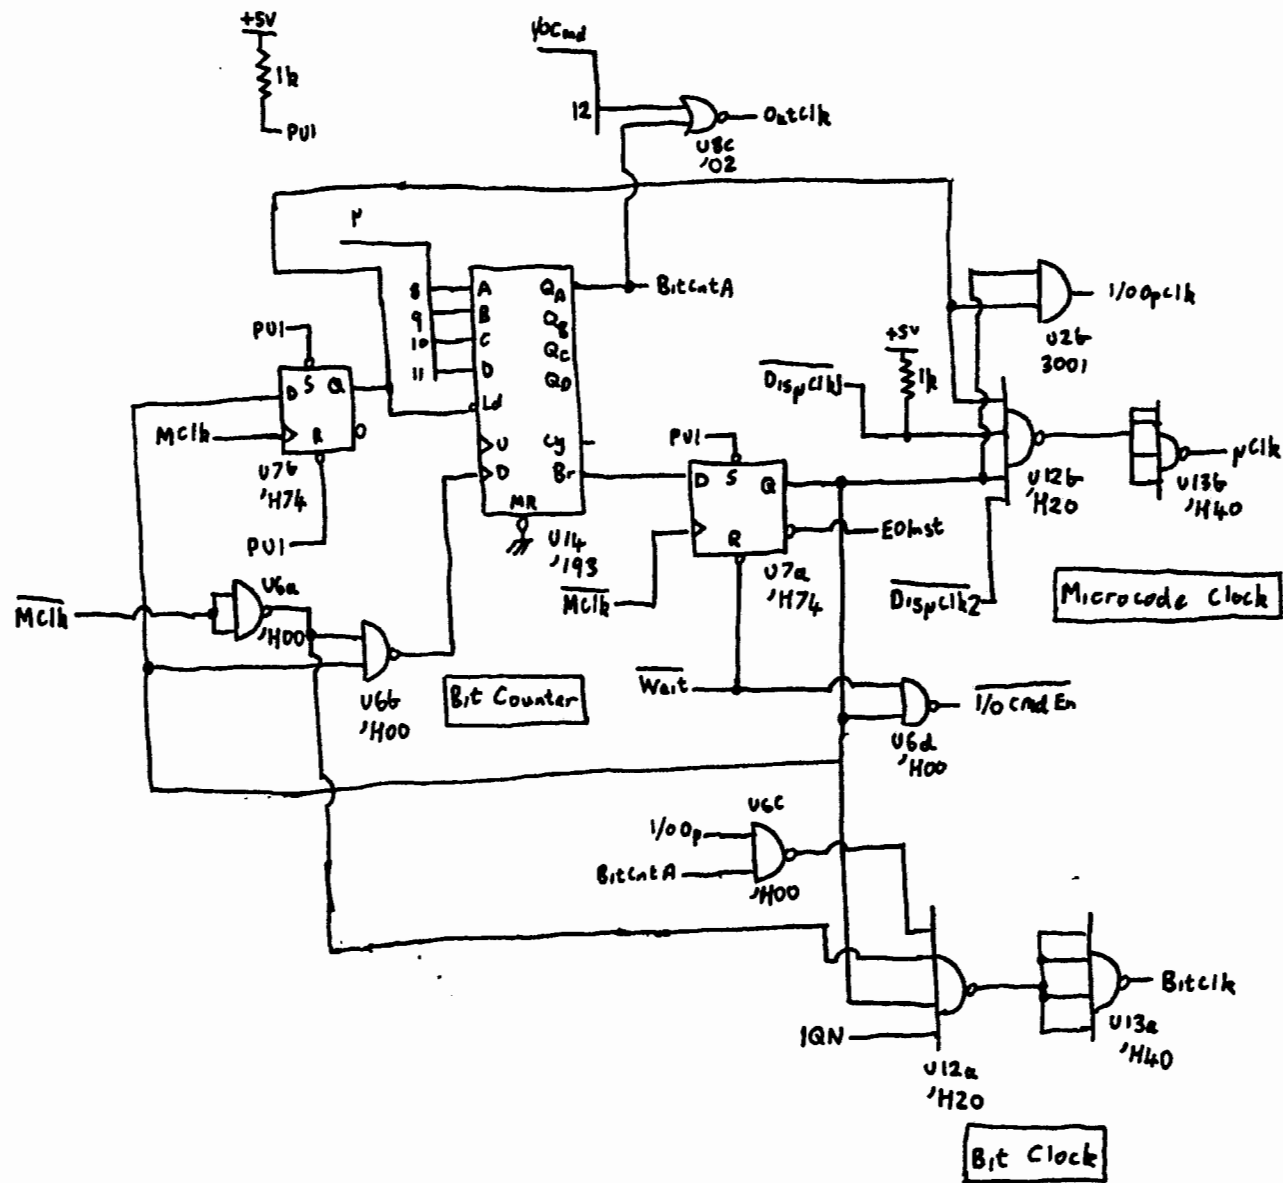 +5V
1k
PU1
I/OCmd
12
OutClk
U8c
'02
μ
8
9
10
11
A
B
C
D
Ld
U
D
MR
QA
QB
QC
QD
Cy
Br
BitCntA
U14
'193
PU1
D S Q
R
MClk
U7b
'H74
PU1
MClk
U6a
'H00
U6b
'H00
Bit Counter
PU1
D S Q
R
MClk
U7a
'H74
EOInst
Wait
U6d
'H00
I/O Cmd En
DisμClk1
+5V
1k
I/OOpClk
U2b
3001
U12b
'H20
U13b
'H40
μClk
DisμClk2
Microcode Clock
I/OOp
BitCntA
U6C
'H00
IQN
U12a
'H20
U13a
'H40
BitClk
Bit Clock